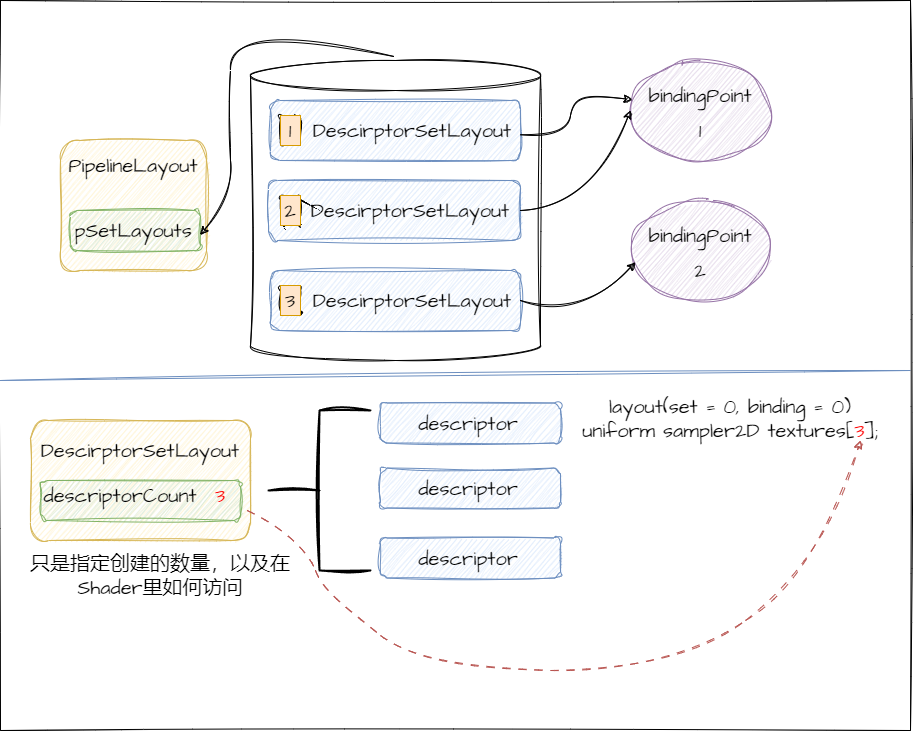 PipelineLayout
pSetLayouts
1 DescirptorSetLayout
2 DescirptorSetLayout
3 DescirptorSetLayout
bindingPoint
1
bindingPoint
2
DescirptorSetLayout
descriptorCount 3
只是指定创建的数量，以及在
Shader里如何访问
descriptor
descriptor
descriptor
layout(set = 0, binding = 0)
uniform sampler2D textures[3];